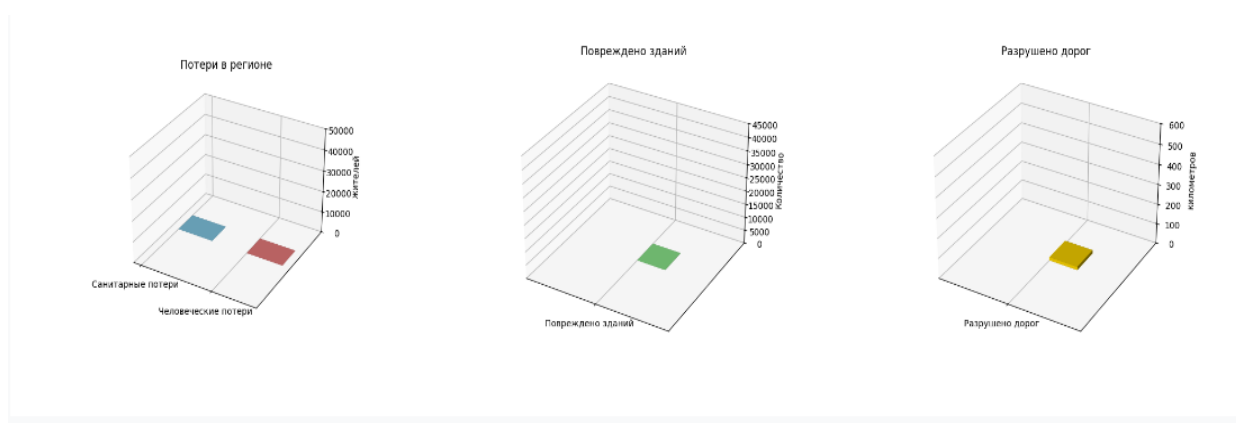 Потери в регионе
50000
40000
30000
20000
10000
0
жителей
Санитарные потери
Человеческие потери
Повреждено зданий
45000
40000
35000
30000
25000
20000
15000
10000
5000
0
Количество
Повреждено зданий
Разрушено дорог
600
500
400
300
200
100
0
километров
Разрушено дорог